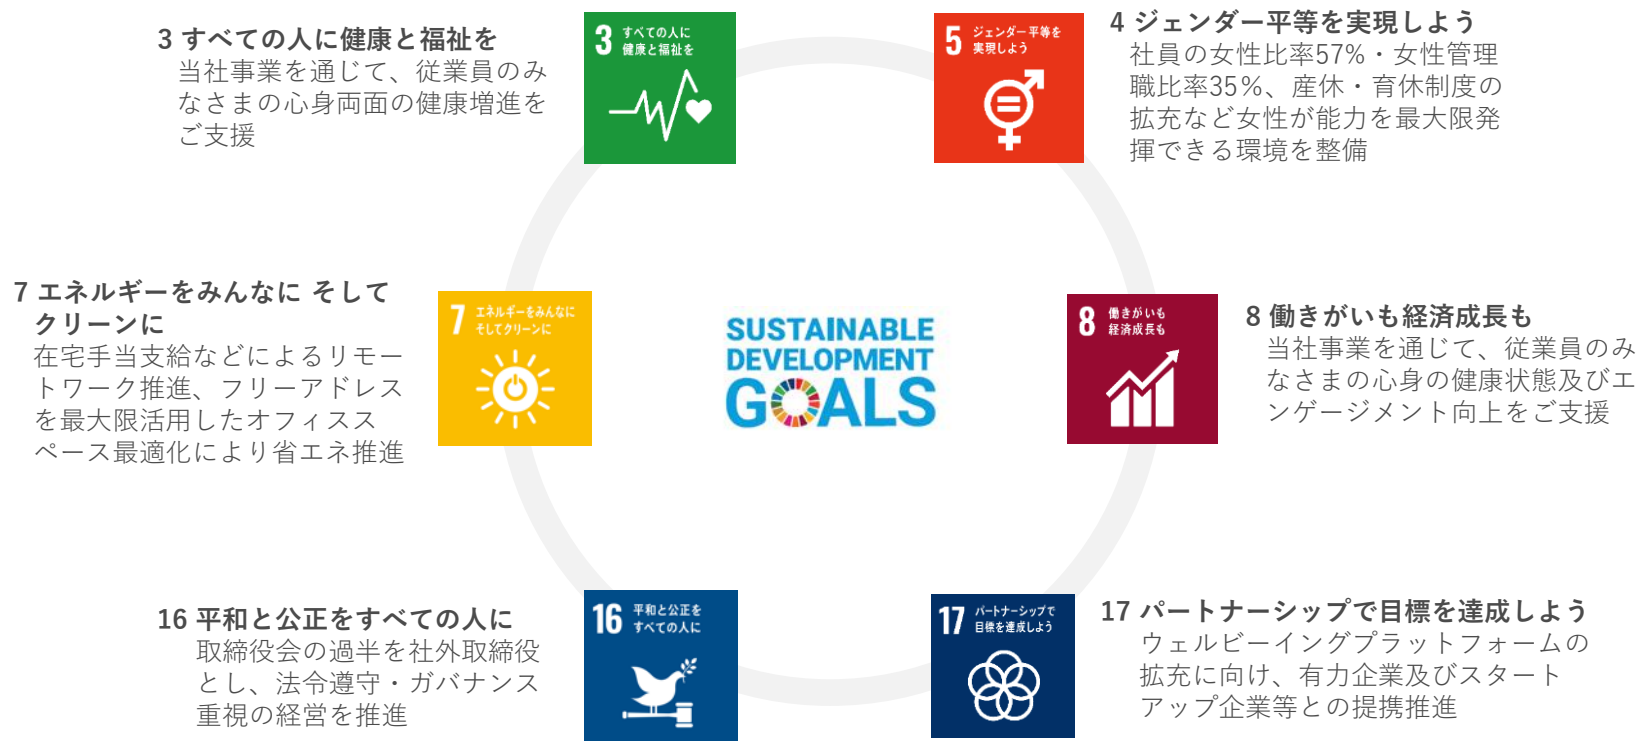 3 すべての人に健康と福祉を
当社事業を通じて、従業員のみ
なさまの心身両面の健康増進を
ご支援
3 すべての人に
健康と福祉を
5 ジェンダー平等を
実現しよう
4 ジェンダー平等を実現しよう
社員の女性比率57%・女性管理
職比率35%、産休・育休制度の
拡充など女性が能力を最大限発
揮できる環境を整備
7 エネルギーをみんなに そして
クリーンに
在宅手当支給などによるリモー
トワーク推進、フリーアドレス
を最大限活用したオフィスス
ペース最適化により省エネ推進
7 エネルギーをみんなに
そしてクリーンに
SUSTAINABLE
DEVELOPMENT
GOALS
8 働きがいも
経済成長も
8 働きがいも経済成長も
当社事業を通じて、従業員のみ
なさまの心身の健康状態及びエ
ンゲージメント向上をご支援
16 平和と公正をすべての人に
取締役会の過半を社外取締役
とし、法令遵守・ガバナンス
重視の経営を推進
16 平和と公正を
すべての人に
17 パートナーシップで
目標を達成しよう
17 パートナーシップで目標を達成しよう
ウェルビーイングプラットフォームの
拡充に向け、有力企業及びスタート
アップ企業等との提携推進